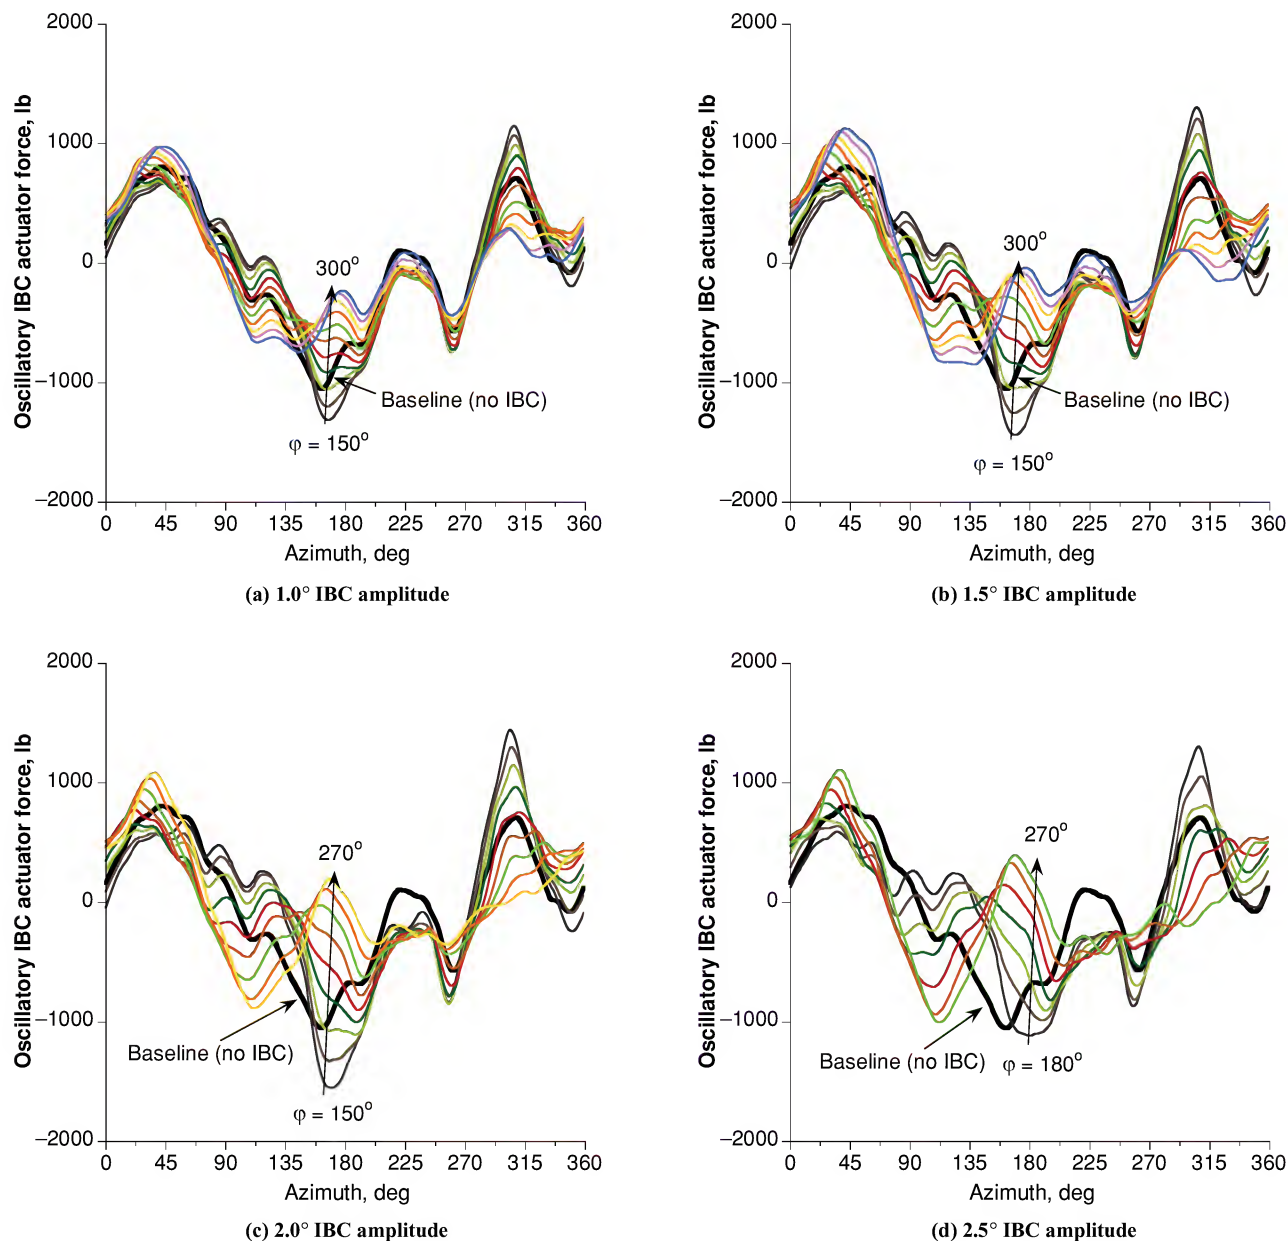 2000
1000
0
–1000
–2000
Oscillatory IBC actuator force, lb
300°
Baseline (no IBC)
φ = 150°
0 45 90 135 180 225 270 315 360
Azimuth, deg
(a) 1.0° IBC amplitude
2000
1000
0
–1000
–2000
Oscillatory IBC actuator force, lb
300°
Baseline (no IBC)
φ = 150°
0 45 90 135 180 225 270 315 360
Azimuth, deg
(b) 1.5° IBC amplitude
2000
1000
0
–1000
–2000
Oscillatory IBC actuator force, lb
270°
Baseline (no IBC)
φ = 150°
0 45 90 135 180 225 270 315 360
Azimuth, deg
(c) 2.0° IBC amplitude
2000
1000
0
–1000
–2000
Oscillatory IBC actuator force, lb
270°
Baseline (no IBC)
φ = 180°
0 45 90 135 180 225 270 315 360
Azimuth, deg
(d) 2.5° IBC amplitude